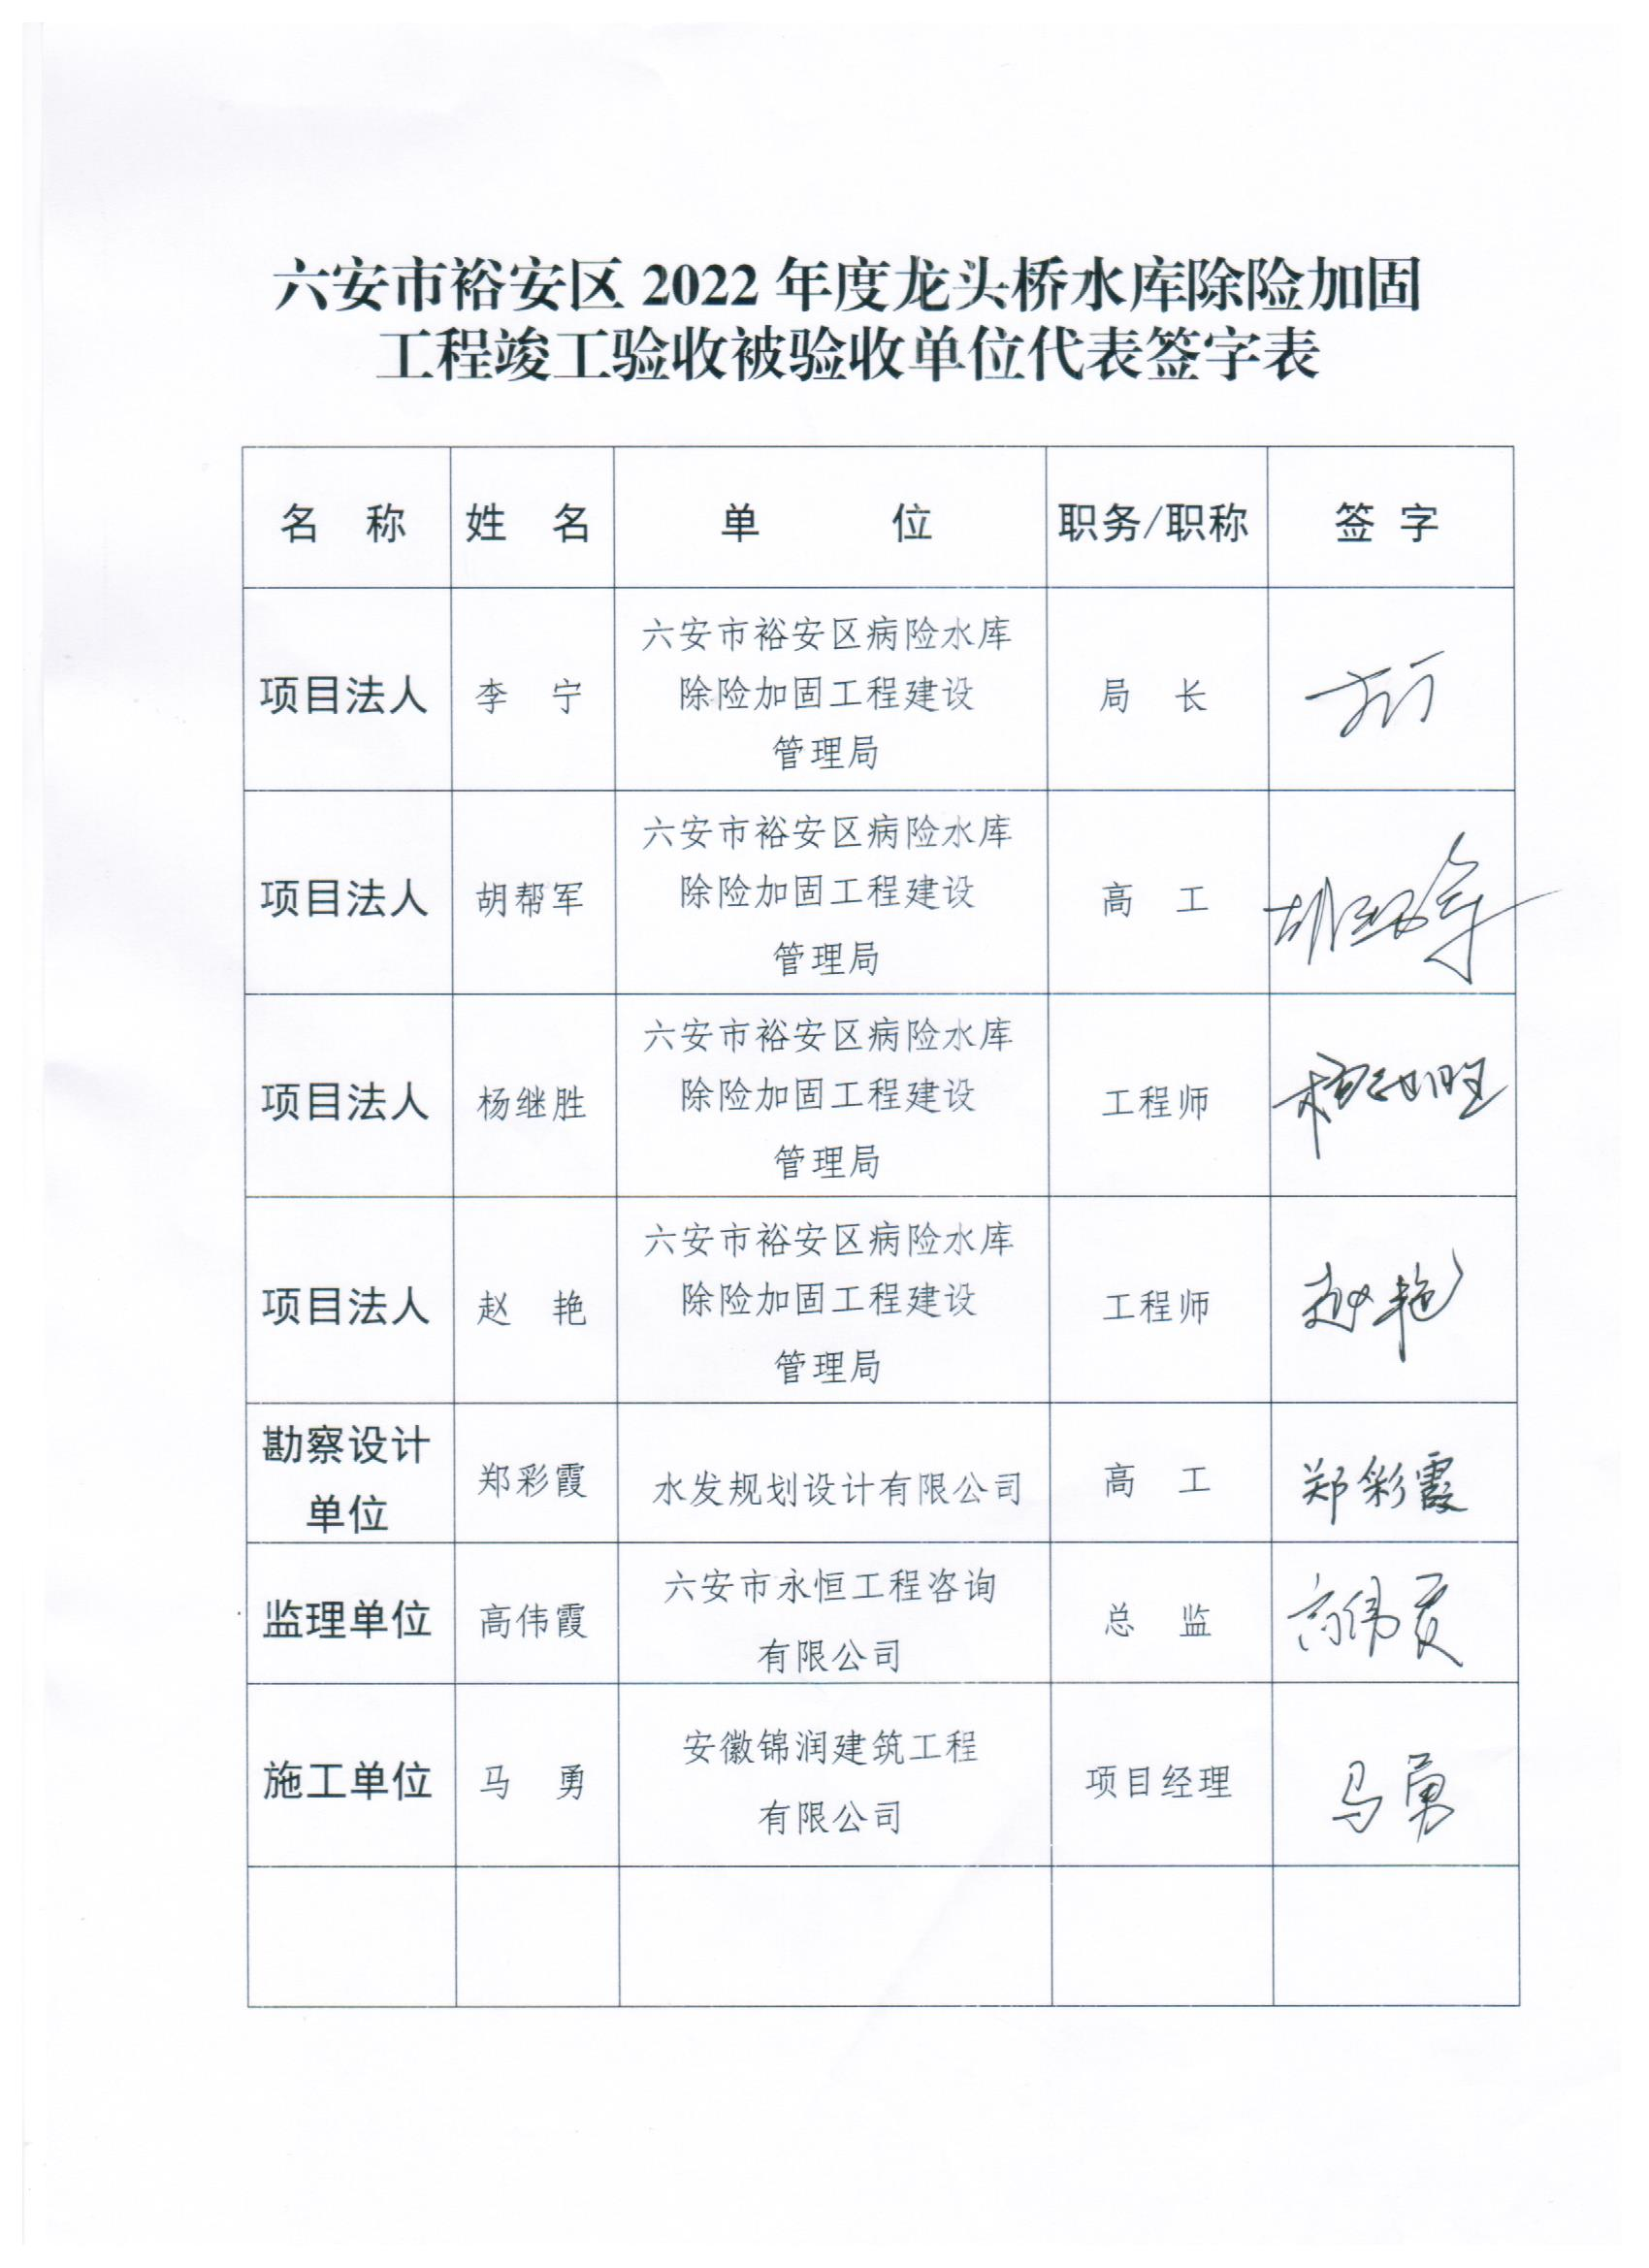 六安市裕安区 2022 年度龙头桥水库除险加固
工程竣工验收被验收单位代表签字表
名 称 姓 名 单 位 职务/职称 签 字
六安市裕安区病险水库
项目法人 李 宁 除险加固工程建设 局 长
管理局
六安市裕安区病险水库
项目法人 胡帮军 除险加固工程建设 高 工 胡帮军
管理局
六安市裕安区病险水库
项目法人 杨继胜 除险加固工程建设 工程师 杨继胜
管理局
六安市裕安区病险水库
项目法人 赵 艳 除险加固工程建设 工程师 赵艳
管理局
勘察设计
单位 郑彩霞 水发规划设计有限公司 高 工 郑彩霞
六安市永恒工程咨询
监理单位 高伟霞 有限公司 总 监 高伟霞
安徽锦润建筑工程
施工单位 马 勇 有限公司 项目经理 马勇